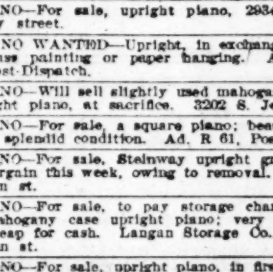 NO—For sale, upright piano, 293
y street.
NO WANTED—Upright, in exchan
ass painting or paper hanging. A
ost-Dispatch.
NO—Will sell slightly used mahoga
ght piano, at sacrifice. 3202 S. J
NO—For sale, a square piano; bea
splendid condition. Ad. R 61, Pos
NO—For sale, Steinway upright gr
rgain this week, owing to removal.
n st.
NO—For sale, to pay storage cha
ahogany case upright piano; very
eap for cash. Langan Storage Co.
n st.
NO—For sale, upright piano, in fin